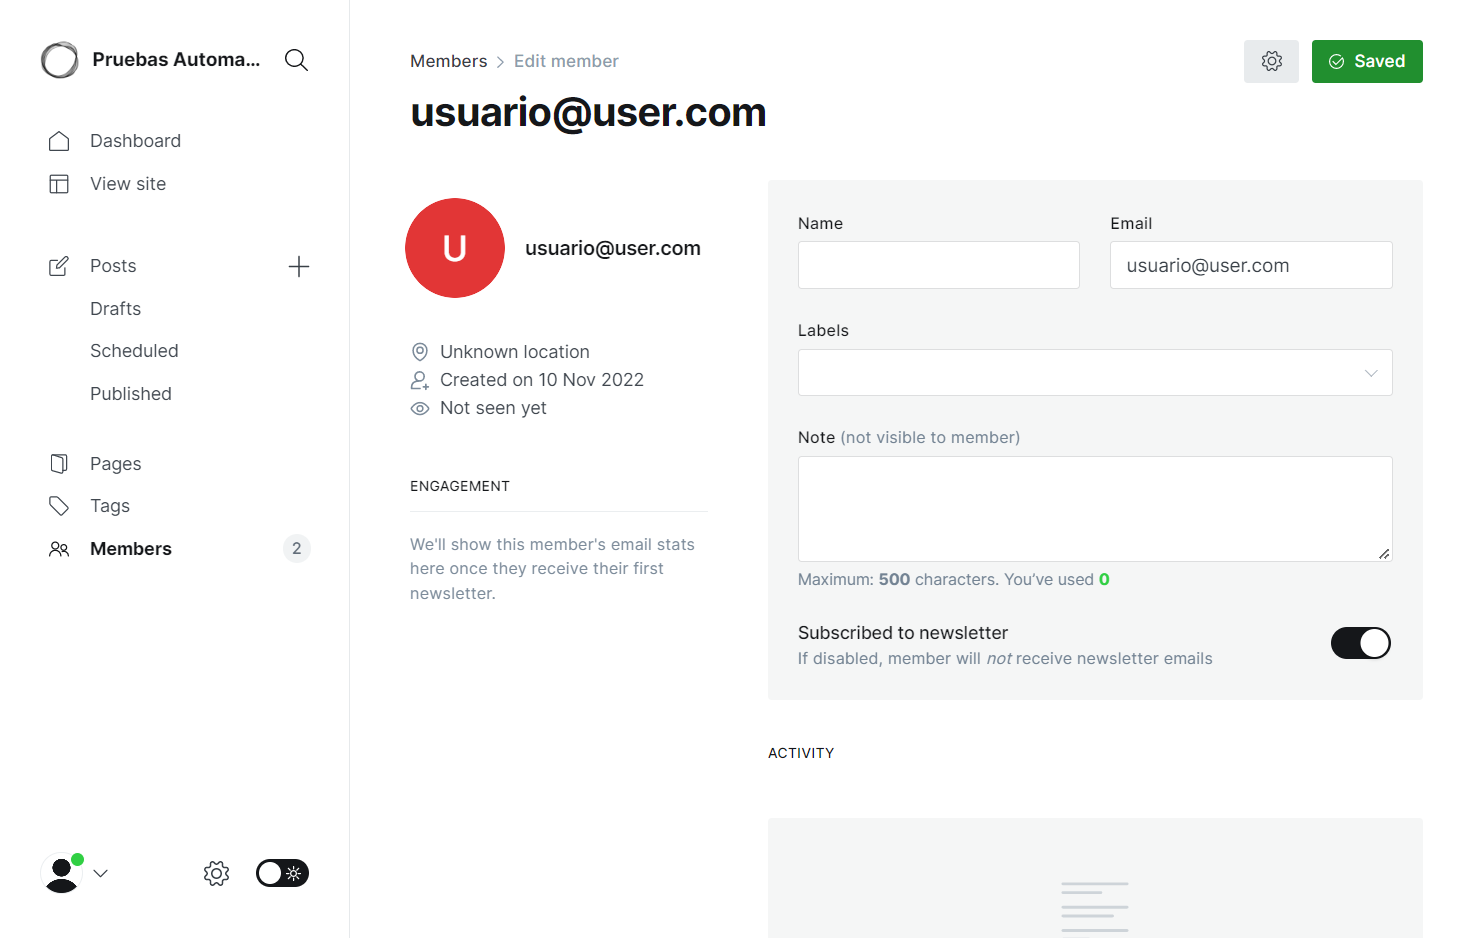 Pruebas Automa...
Dashboard
View site
Posts
Drafts
Scheduled
Published
Pages
Tags
Members 2
Members > Edit member
Saved
usuario@user.com
U
usuario@user.com
Unknown location
Created on 10 Nov 2022
Not seen yet
ENGAGEMENT
We'll show this member's email stats
here once they receive their first
newsletter.
Name
Email
usuario@user.com
Labels
Note (not visible to member)
Maximum: 500 characters. You’ve used 0
Subscribed to newsletter
If disabled, member will not receive newsletter emails
ACTIVITY